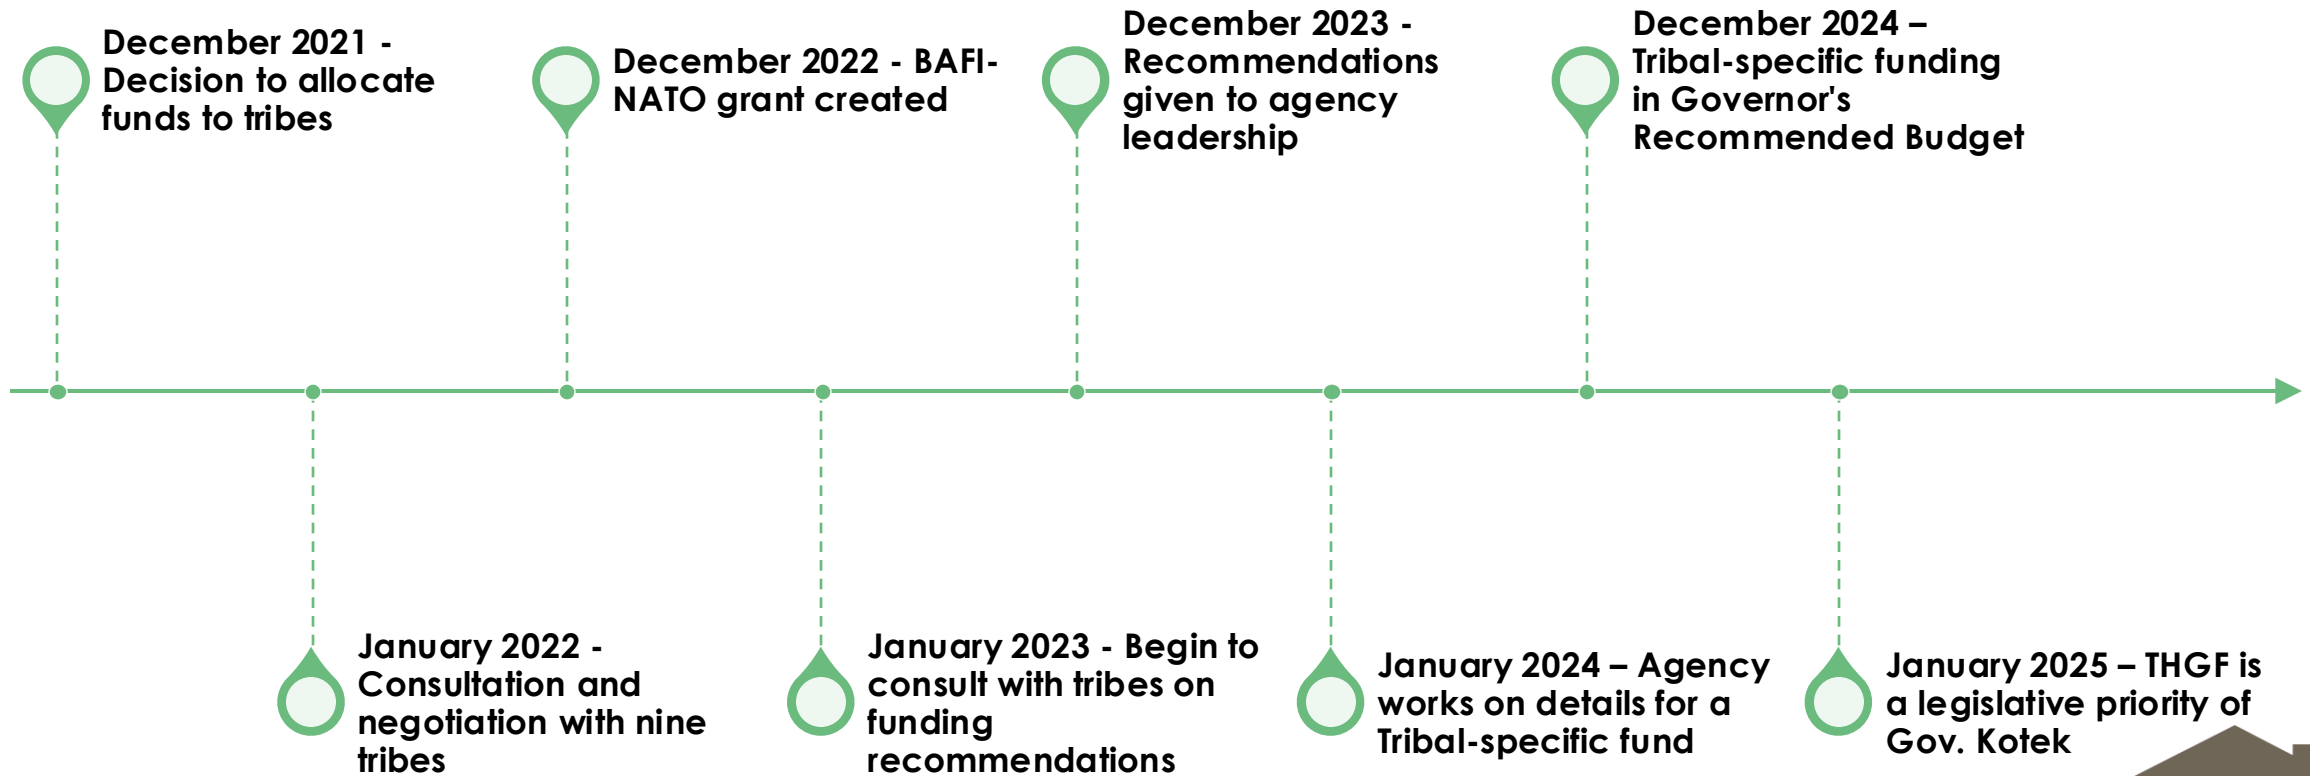 December 2021 -
Decision to allocate
funds to tribes
December 2022 - BAFI-
NATO grant created
December 2023 -
Recommendations
given to agency
leadership
December 2024 –
Tribal-specific funding
in Governor's
Recommended Budget
January 2022 -
Consultation and
negotiation with nine
tribes
January 2023 - Begin to
consult with tribes on
funding
recommendations
January 2024 – Agency
works on details for a
Tribal-specific fund
January 2025 – THGF is
a legislative priority of
Gov. Kotek